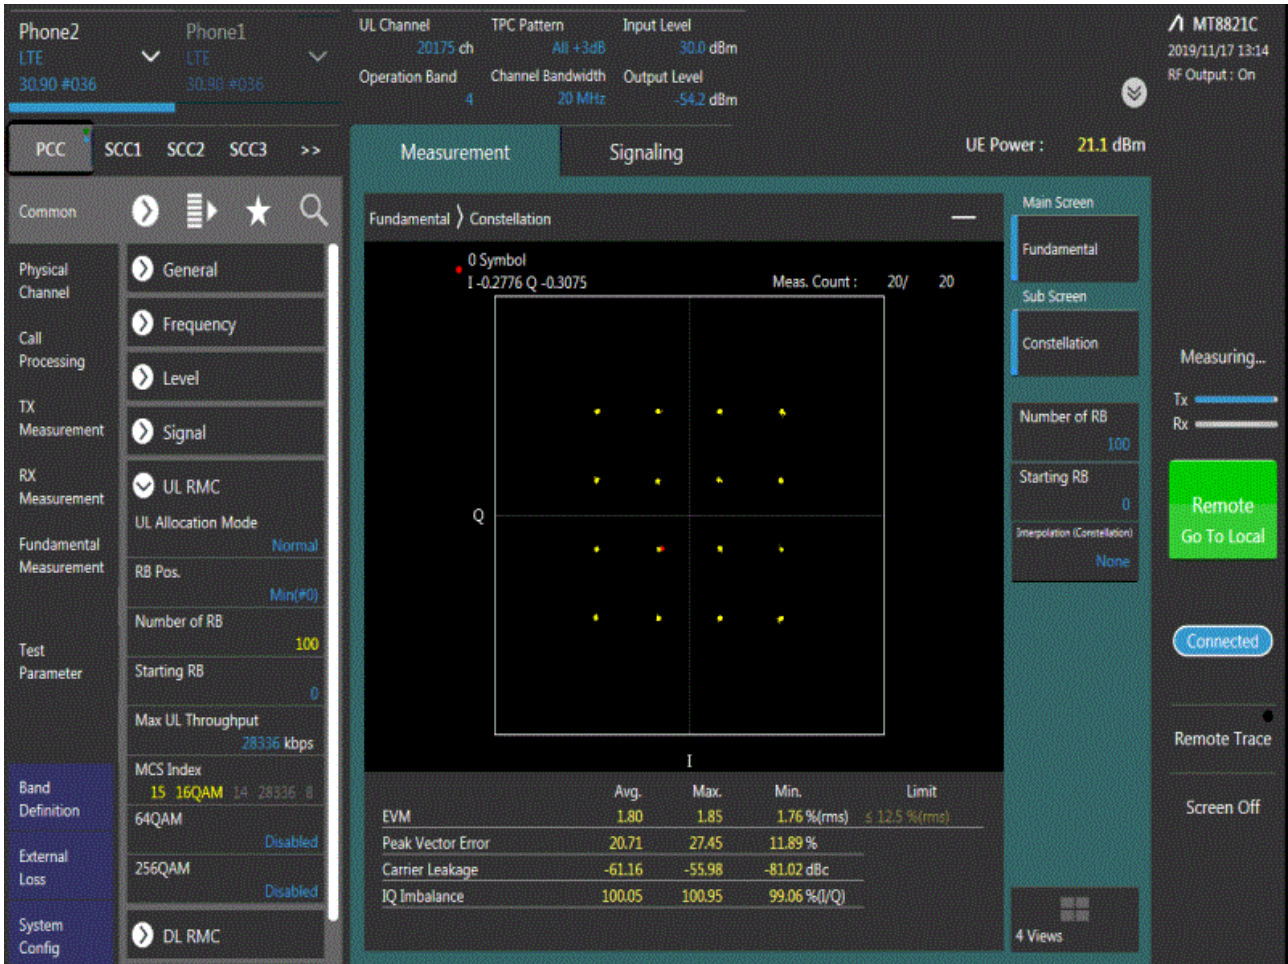 Phone2
LTE
30.90 #036
Phone1
LTE
30.90 #036
UL Channel
20175 ch
TPC Pattern
All +3dB
Input Level
30.0 dBm
Operation Band
4
Channel Bandwidth
20 MHz
Output Level
-54.2 dBm
MT8821C
2019/11/17 13:14
RF Output : On
PCC SCC1 SCC2 SCC3 >>
Measurement Signaling
UE Power : 21.1 dBm
Common
Physical
Channel
Call
Processing
TX
Measurement
RX
Measurement
Fundamental
Measurement
Test
Parameter
Band
Definition
External
Loss
System
Config
General
Frequency
Level
Signal
UL RMC
UL Allocation Mode
Normal
RB Pos.
Min(#0)
Number of RB
100
Starting RB
0
Max UL Throughput
28336 kbps
MCS Index
15 16QAM 14 28336 8
64QAM
Disabled
256QAM
Disabled
DL RMC
Fundamental 〉 Constellation
0 Symbol
I -0.2776 Q -0.3075
Meas. Count : 20/ 20
Q
I
Avg. Max. Min. Limit
EVM 1.80 1.85 1.76 %(rms) ≤ 12.5 %(rms)
Peak Vector Error 20.71 27.45 11.89 %
Carrier Leakage -61.16 -55.98 -81.02 dBc
IQ Imbalance 100.05 100.95 99.06 %(I/Q)
Main Screen
Fundamental
Sub Screen
Constellation
Number of RB
100
Starting RB
0
Interpolation (Constellation)
None
4 Views
Measuring...
Tx
Rx
Remote
Go To Local
Connected
Remote Trace
Screen Off